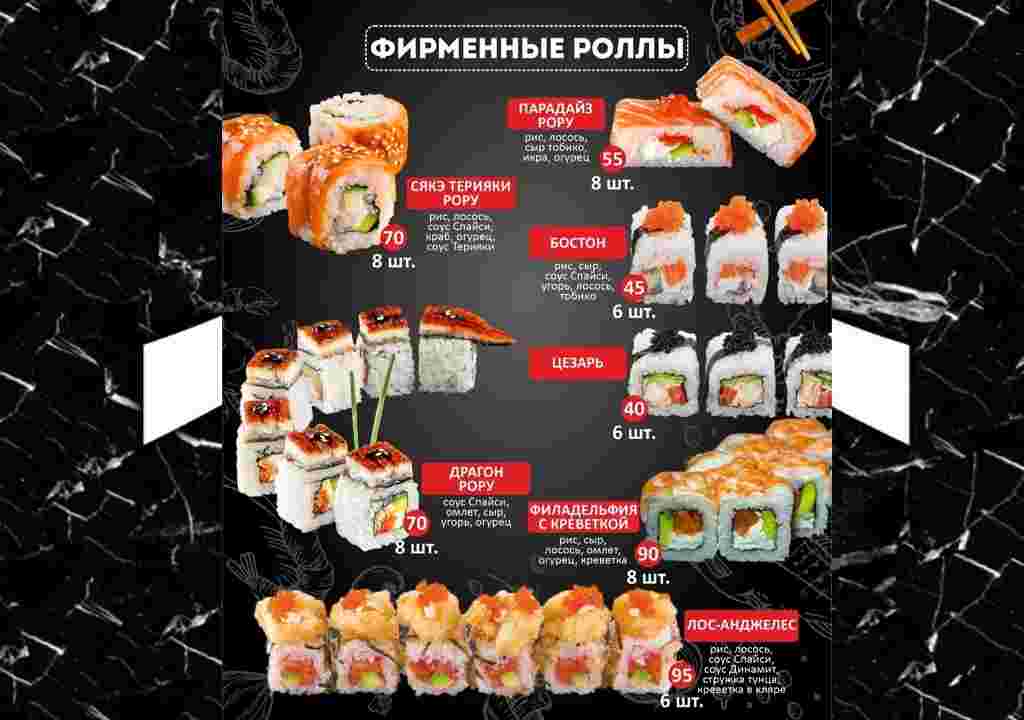 ФИРМЕННЫЕ РОЛЛЫ
ПАРАДАЙЗ
РОРУ
рис, лосось,
сыр тобико,
икра, огурец
55
8 шт.
СЯКЭ ТЕРИЯКИ
РОРУ
рис, лосось,
соус Спайси,
краб, огурец,
соус Терияки
70
8 шт.
БОСТОН
рис, сыр,
соус Спайси,
угорь, лосось,
тобико
45
6 шт.
ЦЕЗАРЬ
40
6 шт.
ДРАГОН
РОРУ
соус Спайси,
омлет, сыр,
угорь, огурец
70
8 шт.
ФИЛАДЕЛЬФИЯ
С КРЕВЕТКОЙ
рис, сыр,
лосось, омлет,
огурец, креветка
90
8 шт.
ЛОС-АНДЖЕЛЕС
рис, лосось,
соус Спайси,
соус Динамит,
стружка тунца,
креветка в кляре
95
6 шт.